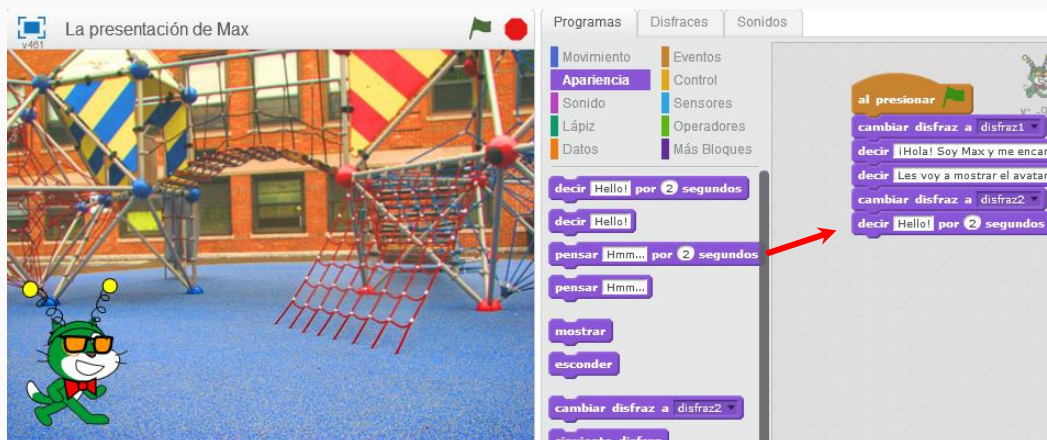 La presentación de Max
v461
Programas
Disfraces
Sonidos
Movimiento
Apariencia
Sonido
Lápiz
Datos
Eventos
Control
Sensores
Operadores
Más Bloques
decir Hello! por 2 segundos
decir Hello!
pensar Hmm... por 2 segundos
pensar Hmm...
mostrar
esconder
cambiar disfraz a disfraz2
al presionar
cambiar disfraz a disfraz1
decir ¡Hola! Soy Max y me encan
decir Les voy a mostrar el avatar
cambiar disfraz a disfraz2
decir Hello! por 2 segundos